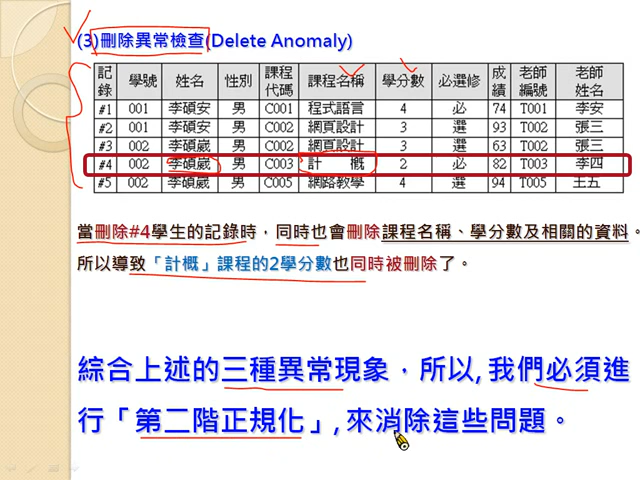 (3)刪除異常檢查(Delete Anomaly)
記錄 學號 姓名 性別 課程代碼 課程名稱 學分數 必選修 成績 老師編號 老師姓名
#1 001 李碩安 男 C001 程式語言 4 必 74 T001 李安
#2 001 李碩安 男 C002 網頁設計 3 選 93 T002 張三
#3 002 李碩崴 男 C002 網頁設計 3 選 63 T002 張三
#4 002 李碩崴 男 C003 計 概 2 必 82 T003 李四
#5 002 李碩崴 男 C005 網路教學 4 選 94 T005 王五
當刪除#4學生的記錄時，同時也會刪除課程名稱、學分數及相關的資料。
所以導致「計概」課程的2學分數也同時被刪除了。
綜合上述的三種異常現象，所以, 我們必須進
行「第二階正規化」, 來消除這些問題。